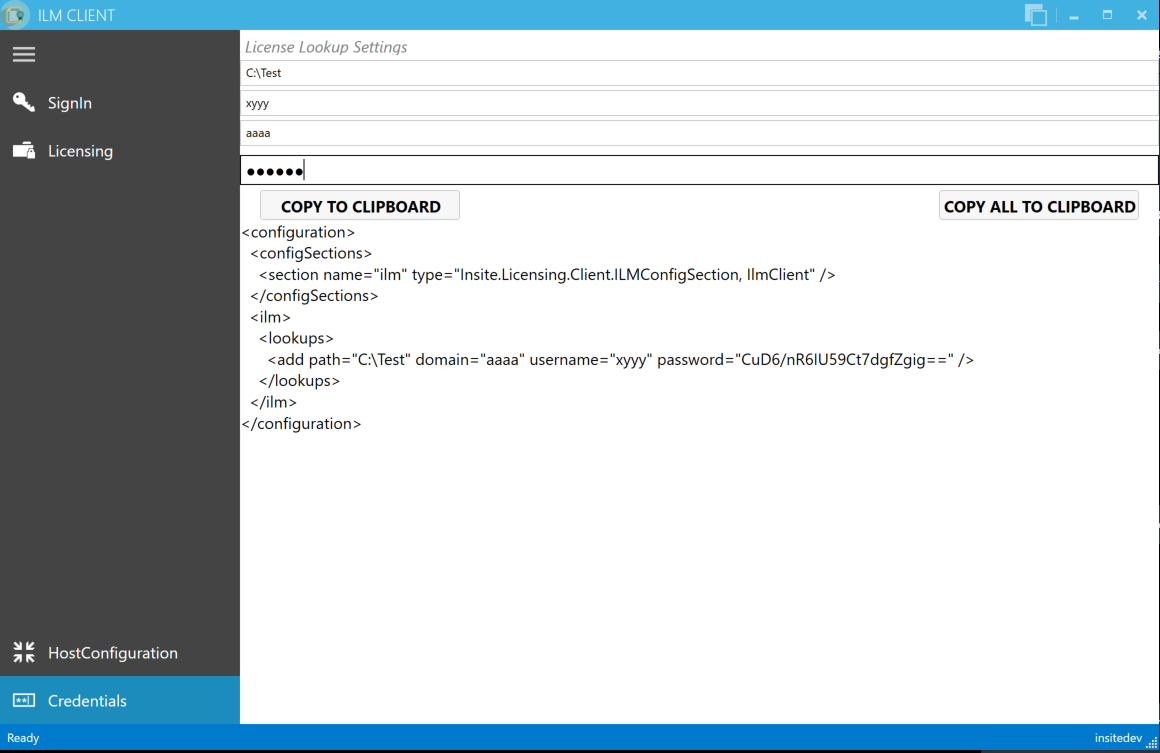 ILM CLIENT
SignIn
Licensing
HostConfiguration
Credentials
License Lookup Settings
C:\Test
xyyy
aaaa
●●●●●●
COPY TO CLIPBOARD
COPY ALL TO CLIPBOARD
<configuration>
<configSections>
<section name="ilm" type="Insite.Licensing.Client.ILMConfigSection, IlmClient" />
</configSections>
<ilm>
<lookups>
<add path="C:\Test" domain="aaaa" username="xyyy" password="CuD6/nR6IU59Ct7dgfZgig==" />
</lookups>
</ilm>
</configuration>
Ready
insitedev